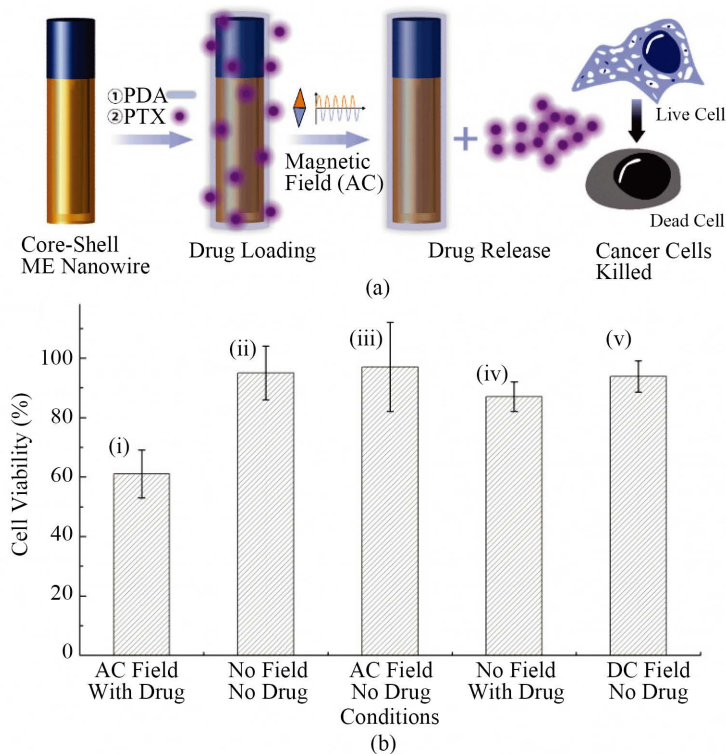 ①PDA
②PTX
Magnetic
Field (AC)
Live Cell
Dead Cell
Core-Shell
ME Nanowire
Drug Loading
Drug Release
Cancer Cells
Killed
(a)
Cell Viability (%)
100
80
60
40
20
0
(i)
(ii)
(iii)
(iv)
(v)
AC Field
With Drug
No Field
No Drug
AC Field
No Drug
No Field
With Drug
DC Field
No Drug
Conditions
(b)